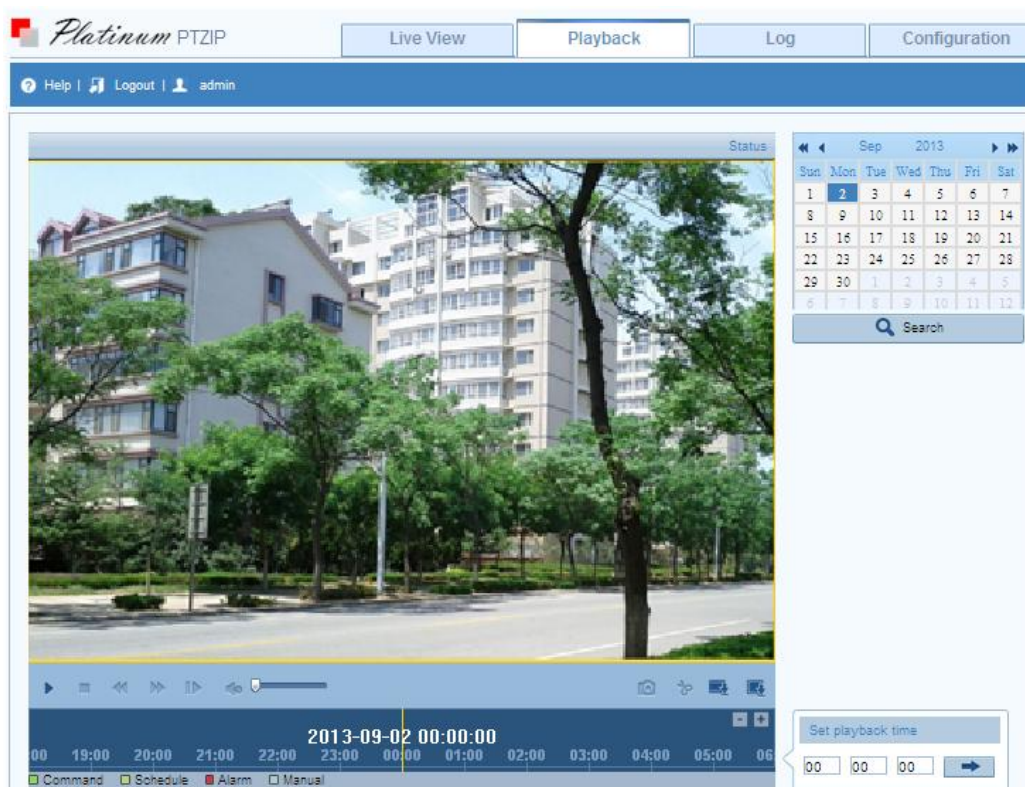 Platinum PTZIP
Live View Playback Log Configuration
Help | Logout | admin
Status
Sep 2013
Sun Mon Tue Wed Thu Fri Sat
1 2 3 4 5 6 7
8 9 10 11 12 13 14
15 16 17 18 19 20 21
22 23 24 25 26 27 28
29 30 1 2 3 4 5
6 7 8 9 10 11 12
Search
2013-09-02 00:00:00
:00 19:00 20:00 21:00 22:00 23:00 00:00 01:00 02:00 03:00 04:00 05:00 06:
Command Schedule Alarm Manual
Set playback time
00 00 00